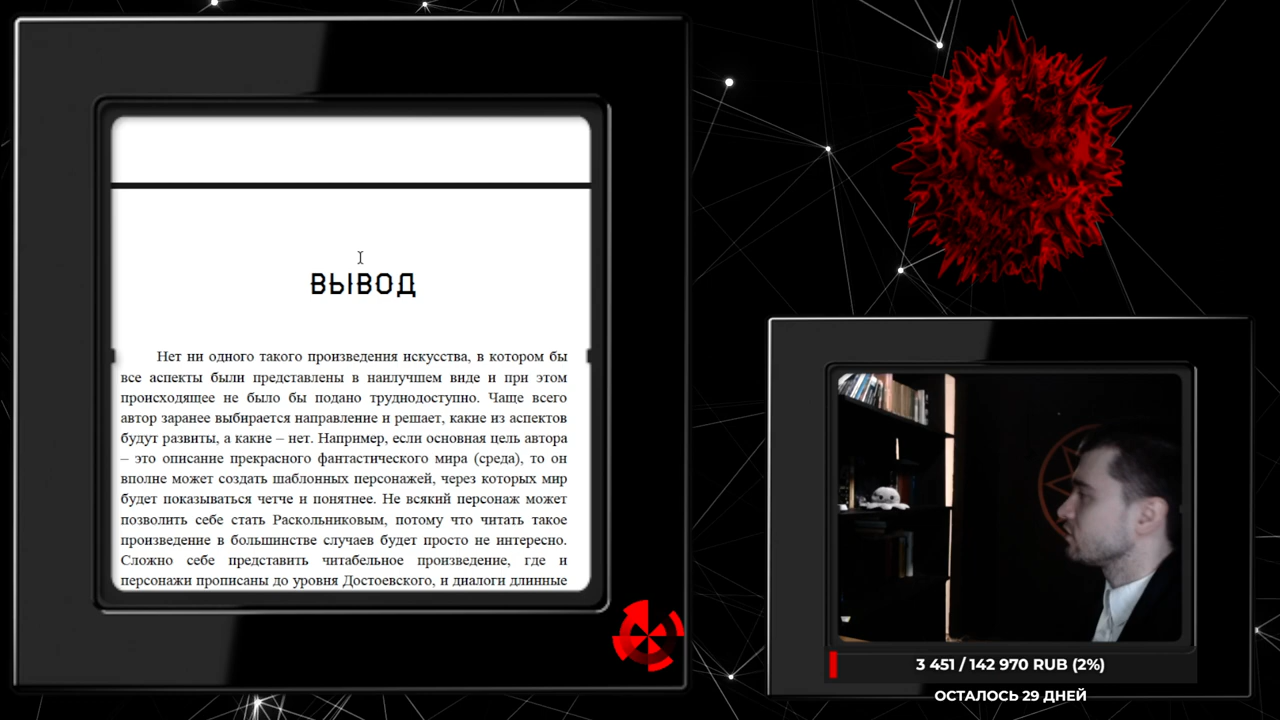 ВЫВОД
Нет ни одного такого произведения искусства, в котором бы
все аспекты были представлены в наилучшем виде и при этом
происходящее не было бы подано труднодоступно. Чаще всего
автор заранее выбирается направление и решает, какие из аспектов
будут развиты, а какие – нет. Например, если основная цель автора
– это описание прекрасного фантастического мира (среда), то он
вполне может создать шаблонных персонажей, через которых мир
будет показываться четче и понятнее. Не всякий персонаж может
позволить себе стать Раскольниковым, потому что читать такое
произведение в большинстве случаев будет просто не интересно.
Сложно себе представить читабельное произведение, где и
персонажи прописаны до уровня Достоевского, и диалоги длинные
3 451 / 142 970 RUB (2%)
ОСТАЛОСЬ 29 ДНЕЙ